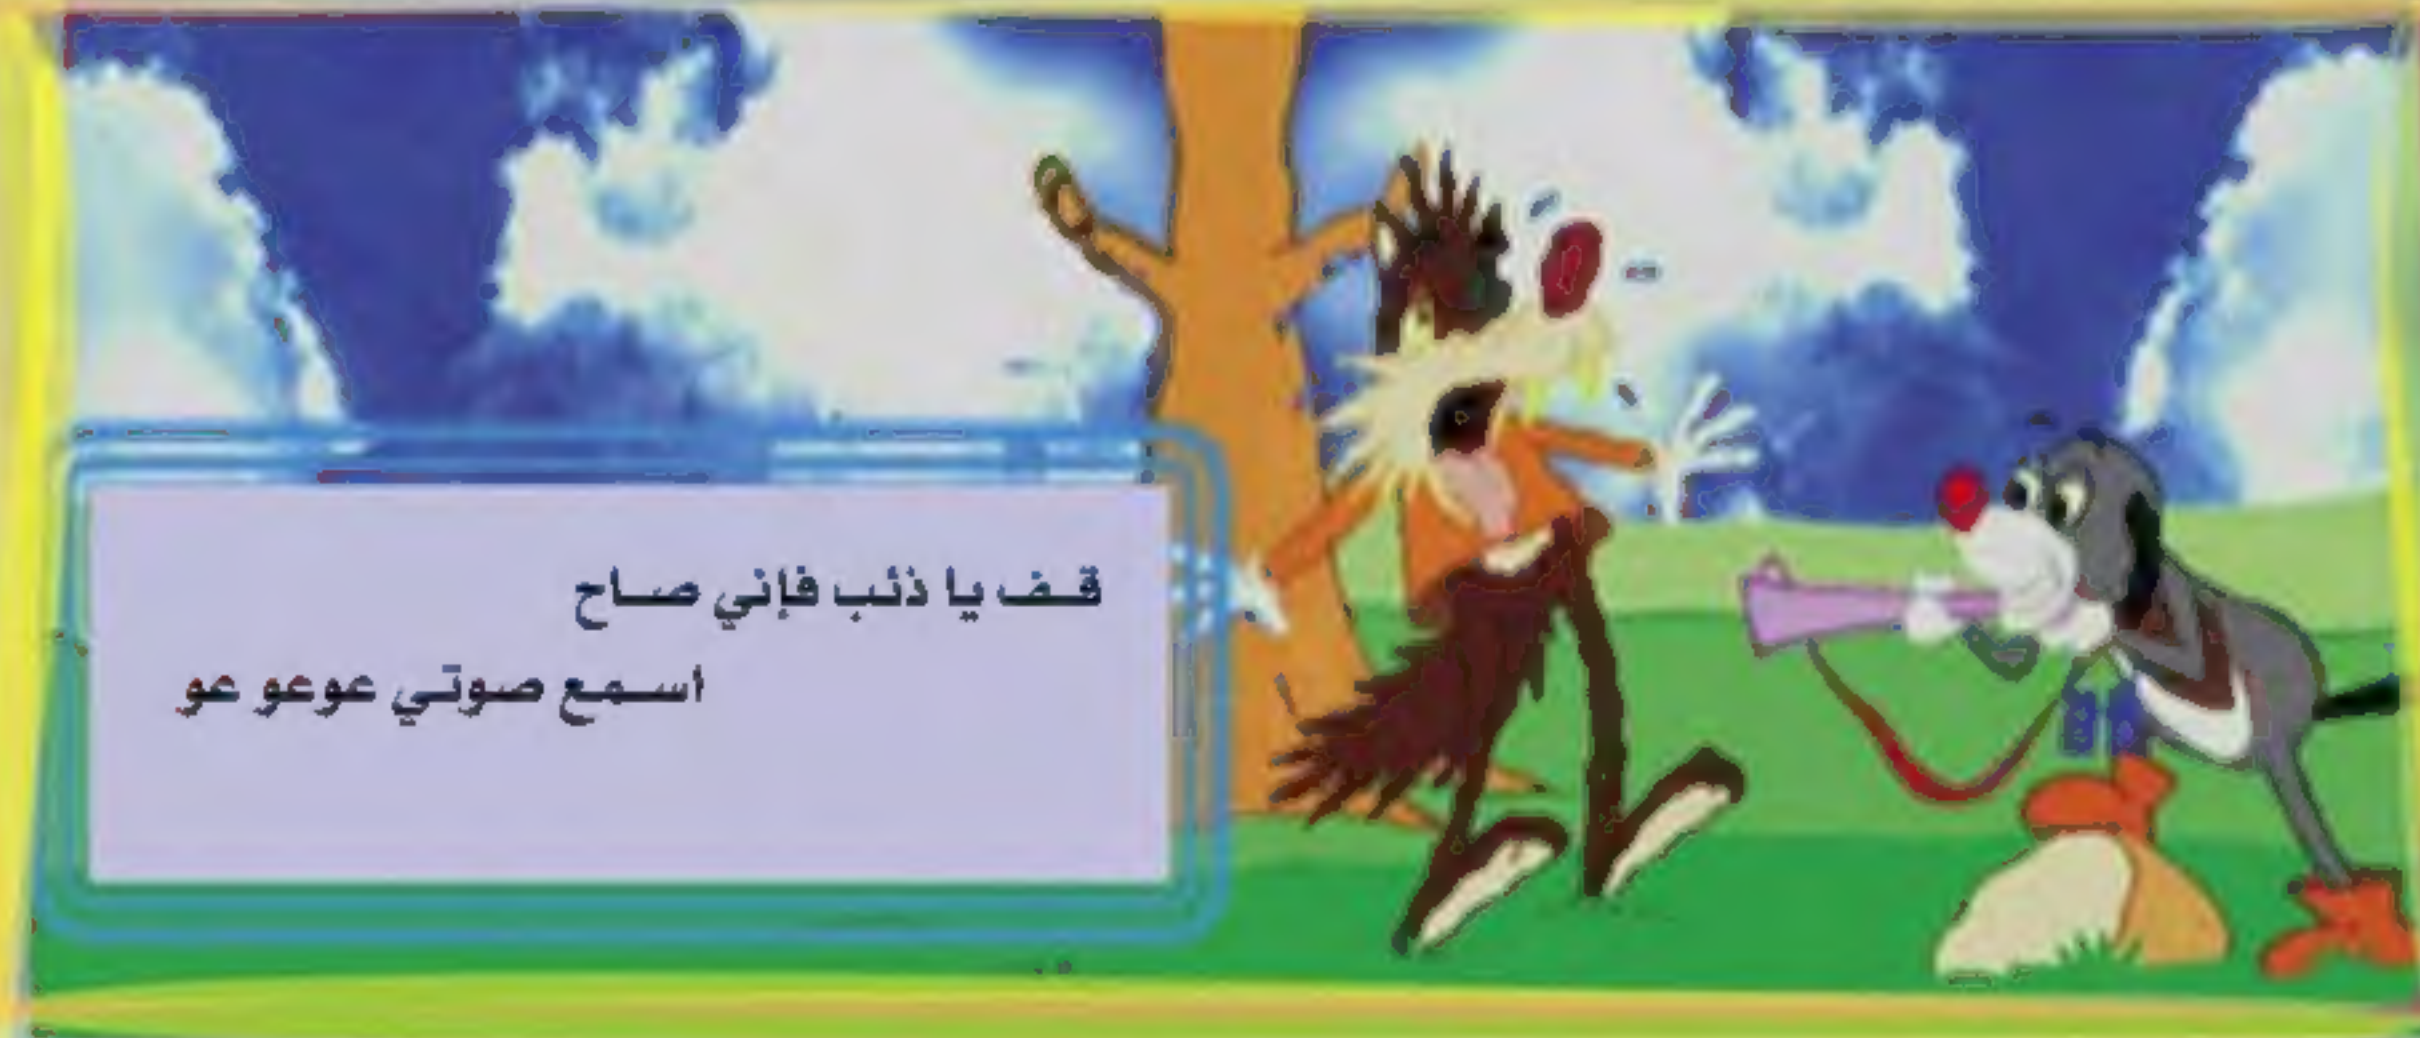 قف يا ذئب فإني صاح
اسمع صوتي عوعو عو